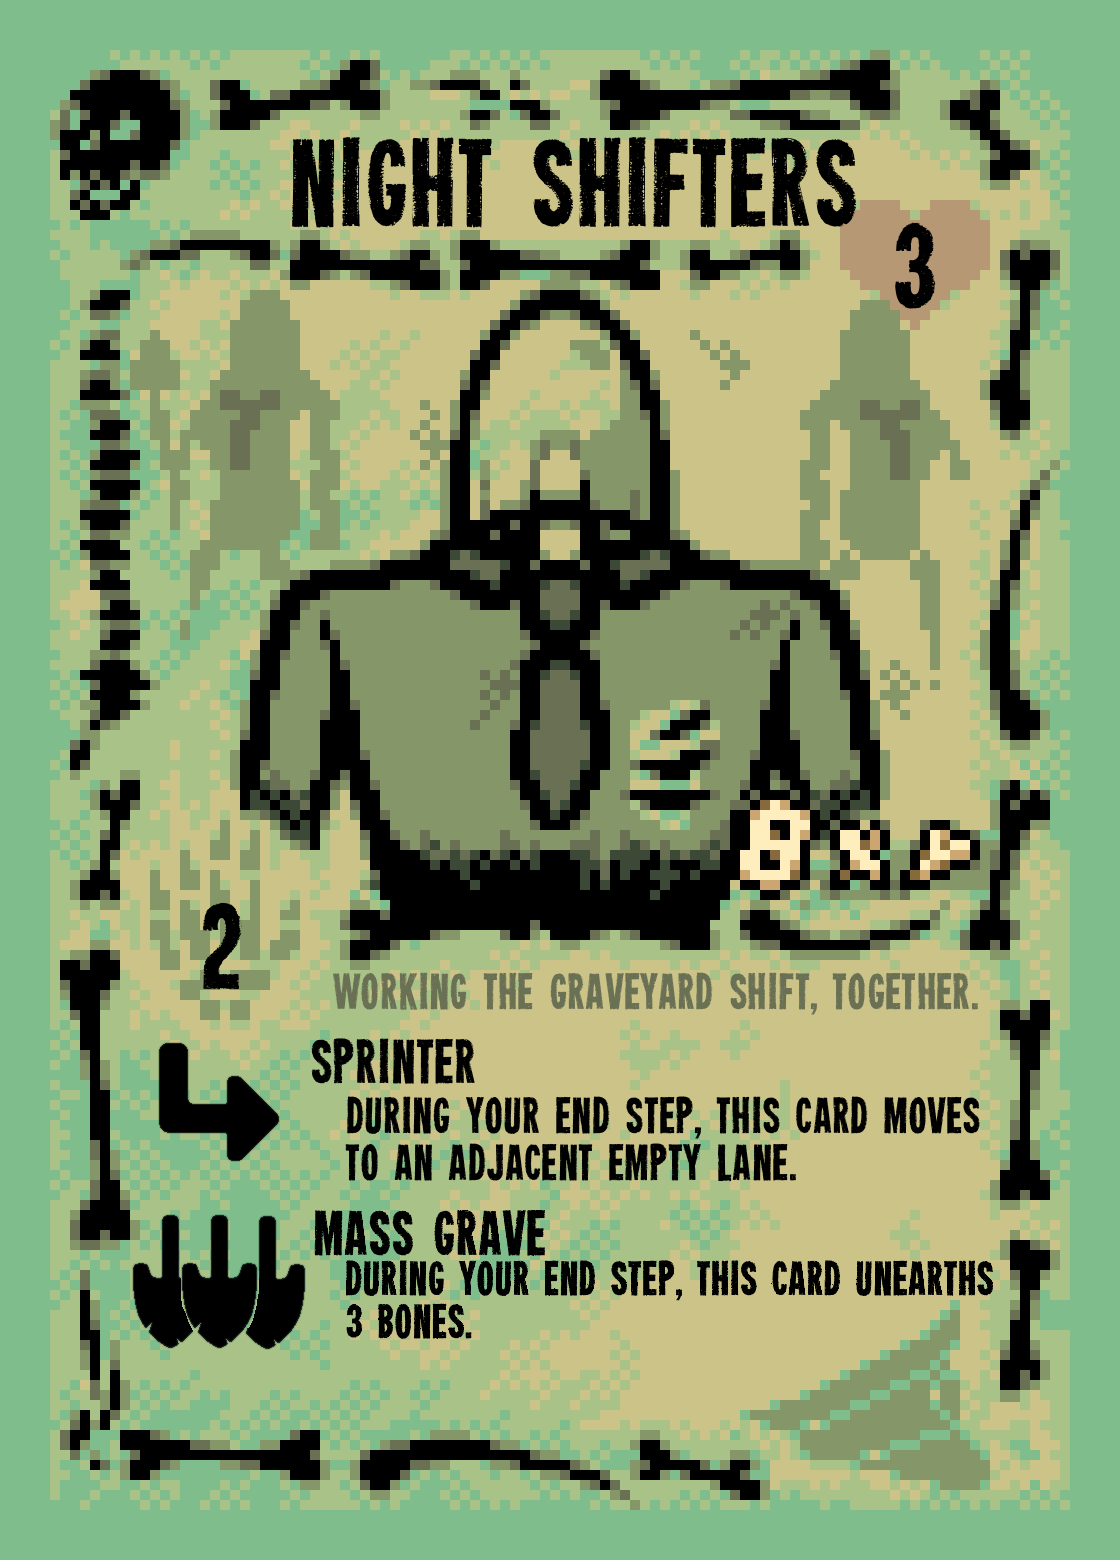 NIGHT SHIFTERS
3
8 X
2
WORKING THE GRAVEYARD SHIFT, TOGETHER.
SPRINTER
DURING YOUR END STEP, THIS CARD MOVES
TO AN ADJACENT EMPTY LANE.
MASS GRAVE
DURING YOUR END STEP, THIS CARD UNEARTHS
3 BONES.